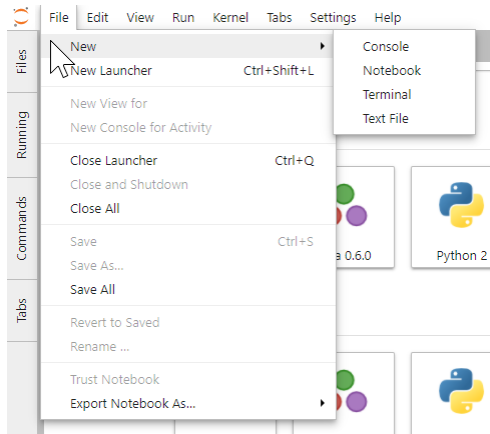 File Edit View Run Kernel Tabs Settings Help
Files
Running
Commands
Tabs
New
New Launcher Ctrl+Shift+L
New View for
New Console for Activity
Close Launcher Ctrl+Q
Close and Shutdown
Close All
Save Ctrl+S
Save As...
Save All
Revert to Saved
Rename ...
Trust Notebook
Export Notebook As...
Console
Notebook
Terminal
Text File
0.6.0
Python 2